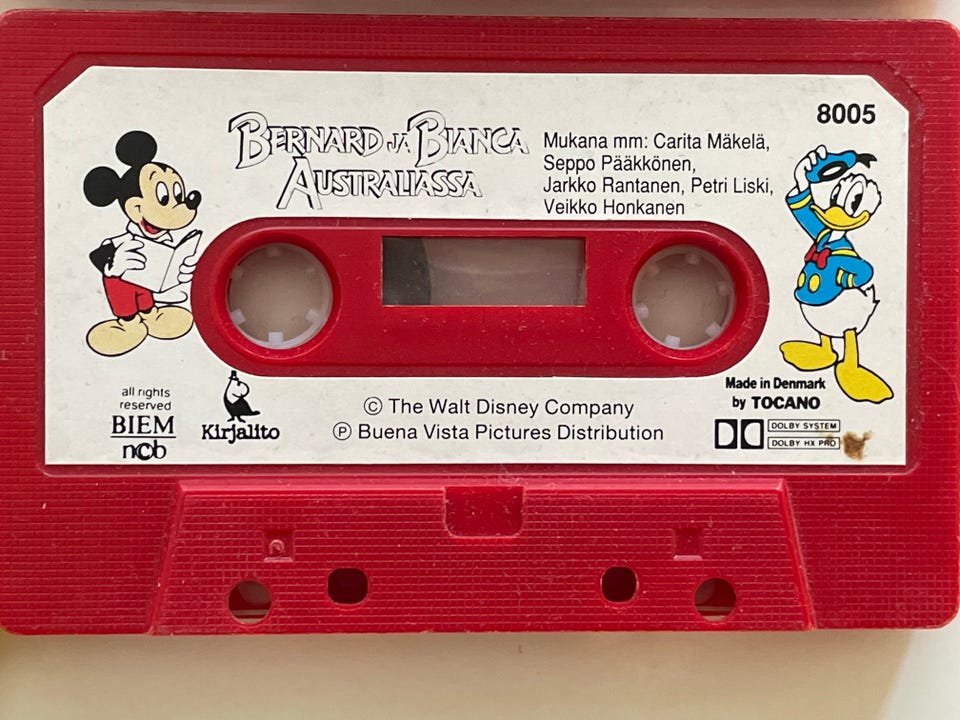 8005
BERNARD JA BIANCA
AUSTRALIASSA
Mukana mm: Carita Mäkelä,
Seppo Pääkkönen,
Jarkko Rantanen, Petri Liski,
Veikko Honkanen
all rights
reserved
BIEM
ncb
Kirjalito
© The Walt Disney Company
℗ Buena Vista Pictures Distribution
Made in Denmark
by TOCANO
DOLBY SYSTEM
DOLBY HX PRO